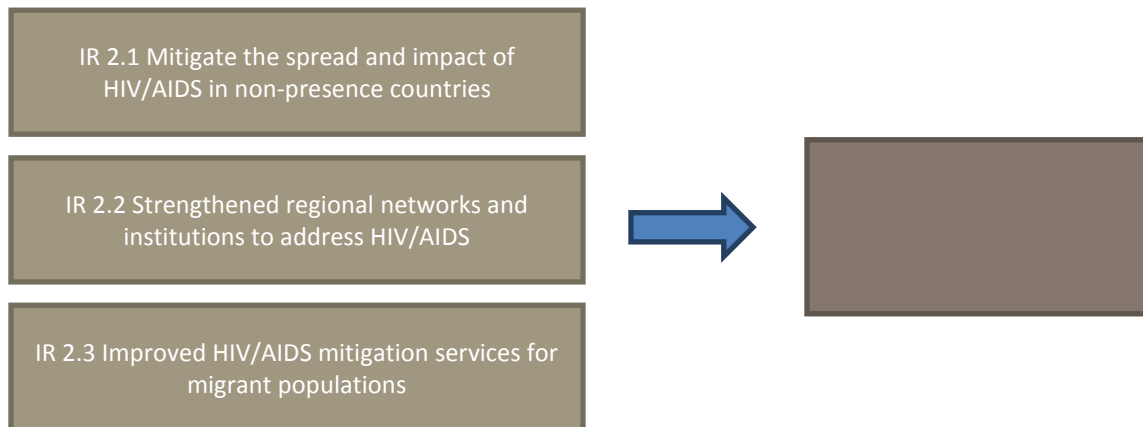 IR 2.1 Mitigate the spread and impact of
HIV/AIDS in non-presence countries
IR 2.2 Strengthened regional networks and
institutions to address HIV/AIDS
IR 2.3 Improved HIV/AIDS mitigation services for
migrant populations